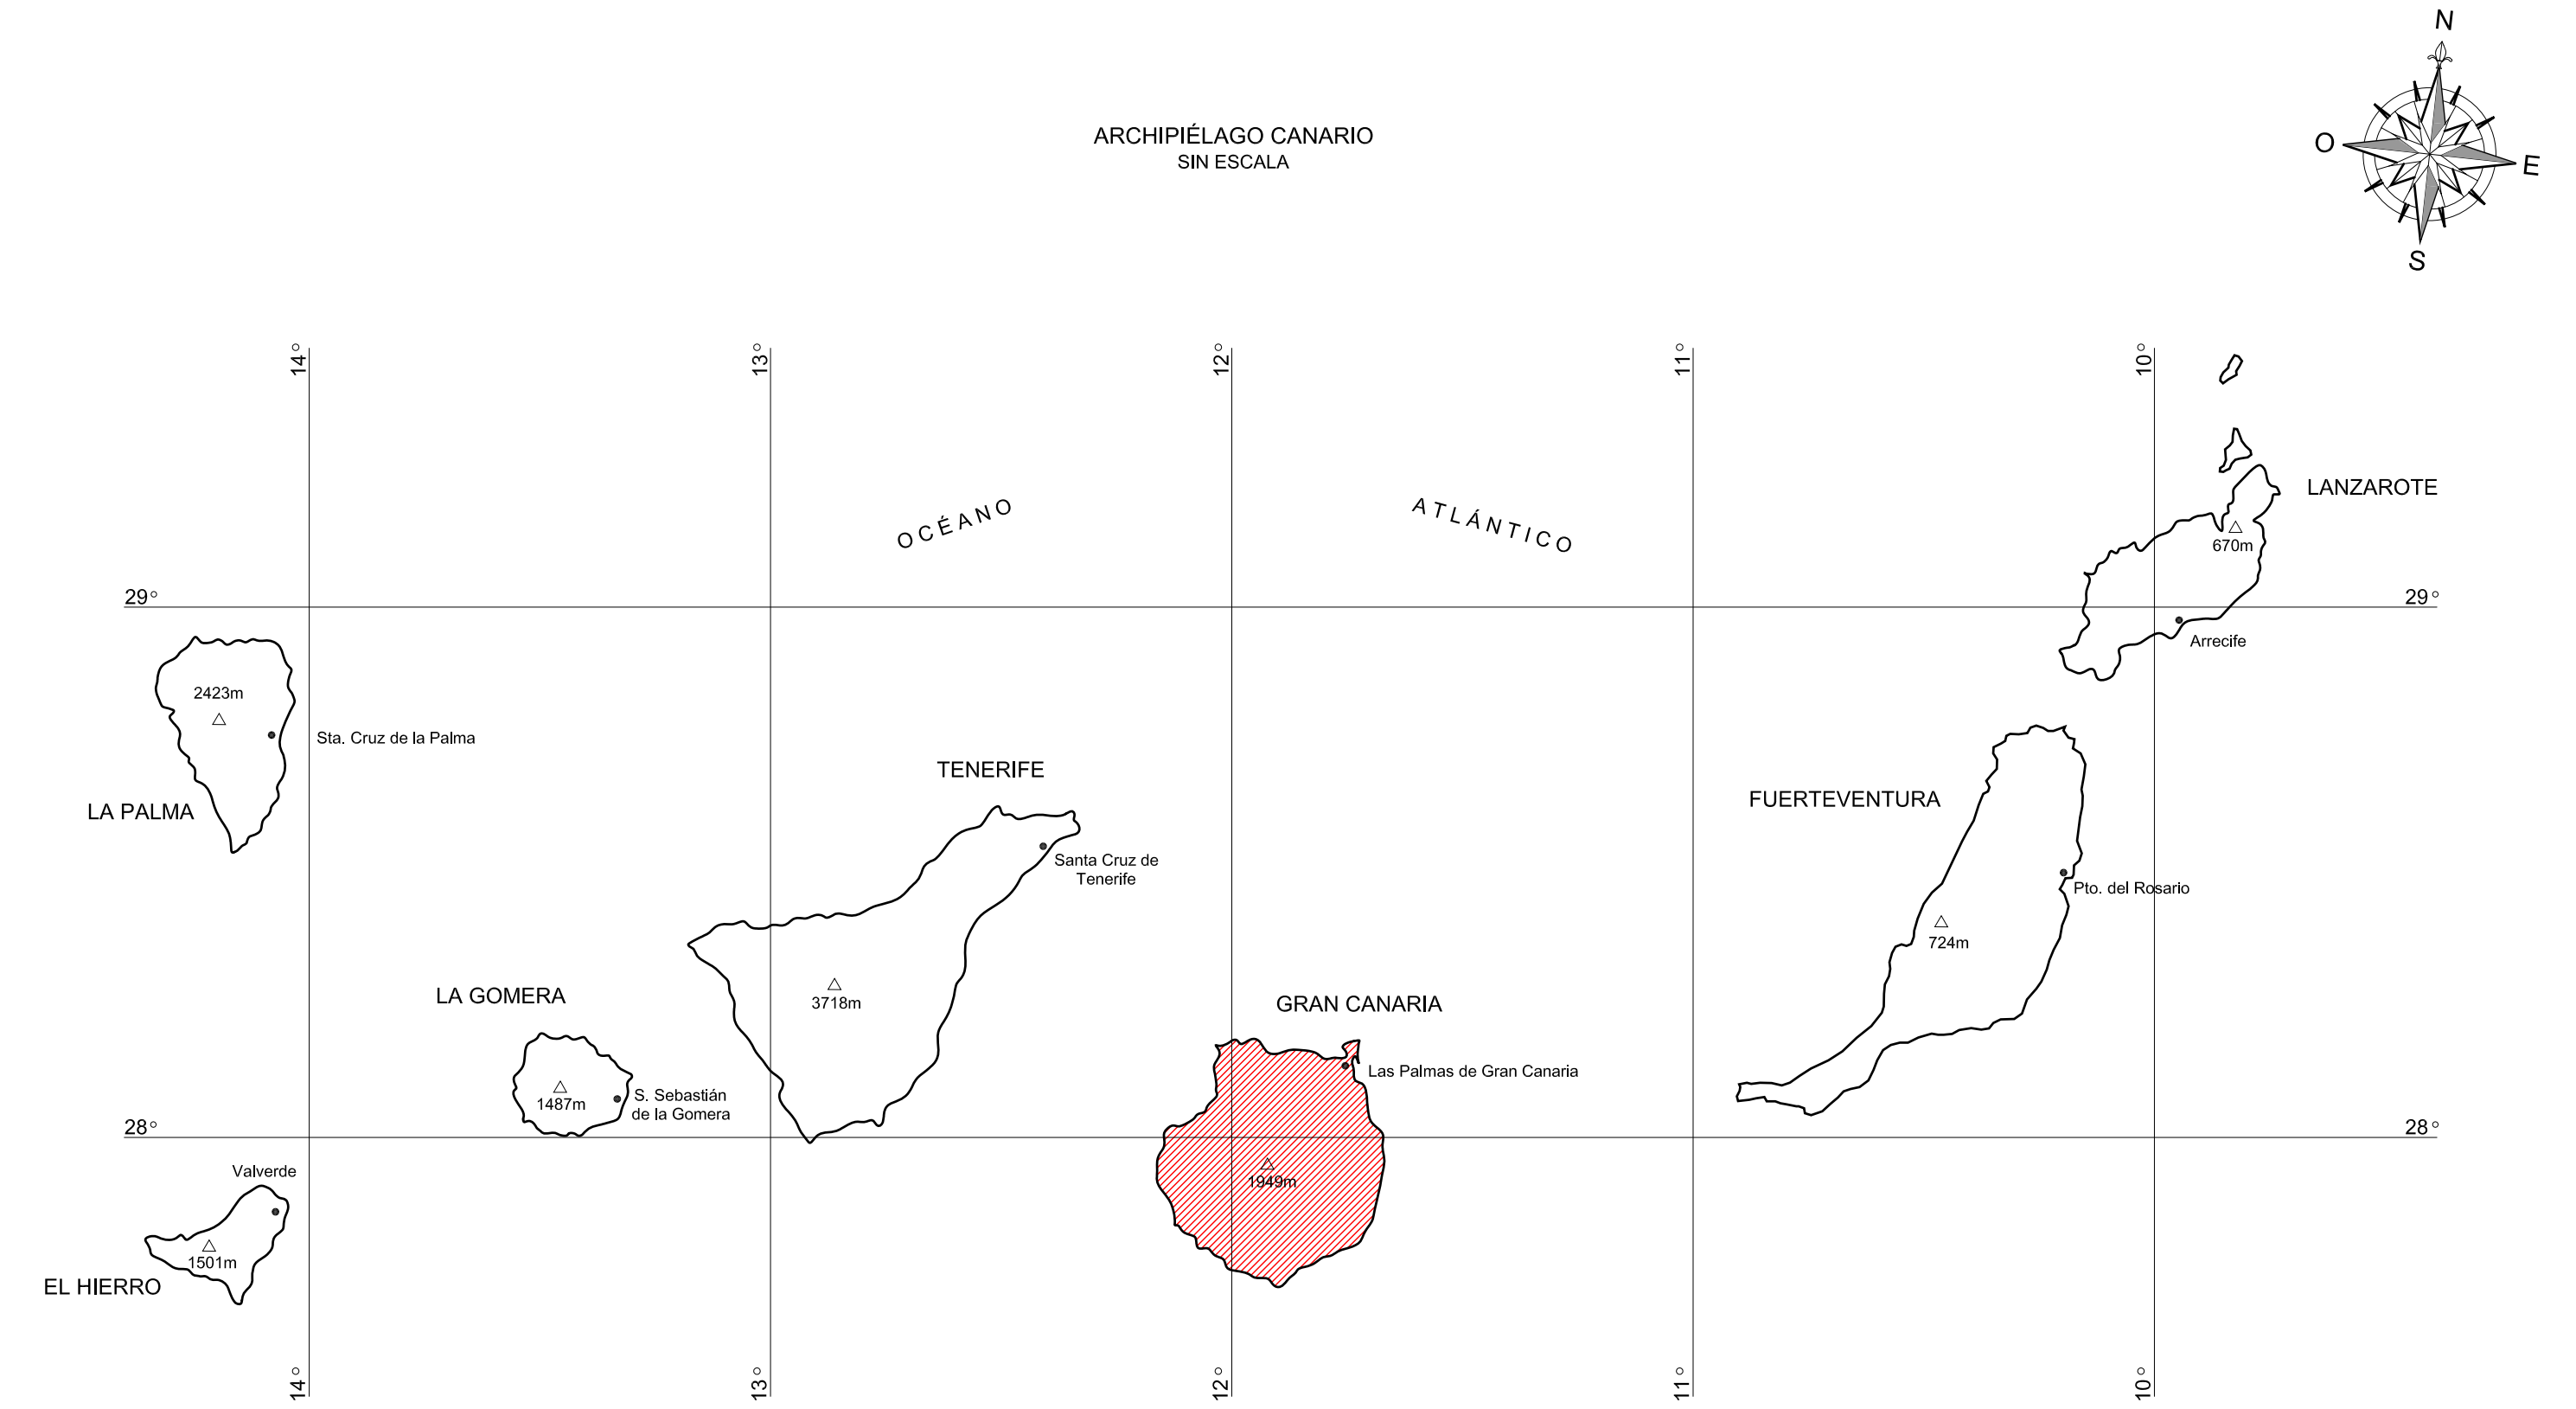 N
ARCHIPIÉLAGO CANARIO
SIN ESCALA
O
E
S
14°
13°
12°
11°
10°
LANZAROTE
OCÉANO
ATLÁNTICO
670m
29°
29°
Arrecife
2423m
Sta. Cruz de la Palma
TENERIFE
FUERTEVENTURA
LA PALMA
Santa Cruz de
Tenerife
Pto. del Rosario
724m
LA GOMERA
3718m
GRAN CANARIA
Las Palmas de Gran Canaria
1487m
S. Sebastián
de la Gomera
28°
28°
Valverde
1949m
1501m
EL HIERRO
14°
13°
12°
11°
10°